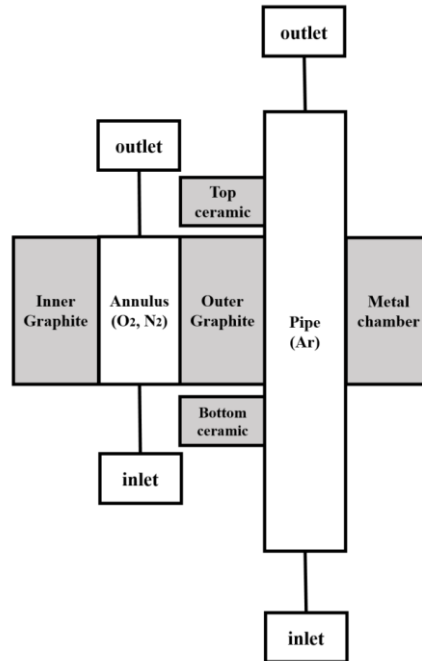 outlet
outlet
Top
ceramic
Inner
Graphite
Annulus
(O2, N2)
Outer
Graphite
Pipe
(Ar)
Metal
chamber
Bottom
ceramic
inlet
inlet